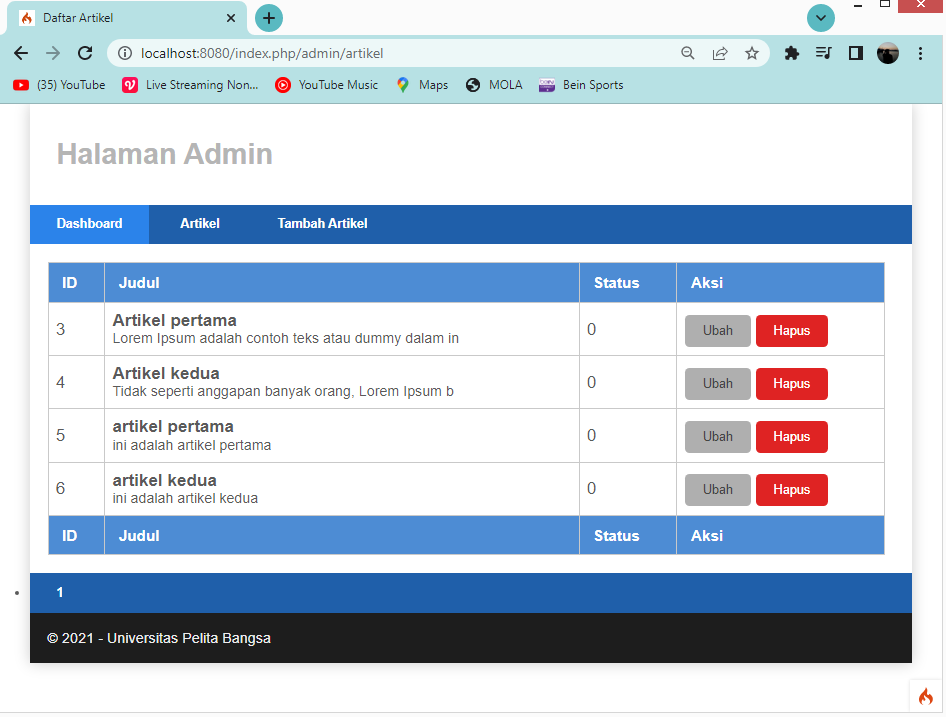 Daftar Artikel
localhost:8080/index.php/admin/artikel
(35) YouTube Live Streaming Non... YouTube Music Maps MOLA Bein Sports
Halaman Admin
Dashboard Artikel Tambah Artikel
ID Judul Status Aksi
3 Artikel pertama 0 Ubah Hapus
Lorem Ipsum adalah contoh teks atau dummy dalam in
4 Artikel kedua 0 Ubah Hapus
Tidak seperti anggapan banyak orang, Lorem Ipsum b
5 artikel pertama 0 Ubah Hapus
ini adalah artikel pertama
6 artikel kedua 0 Ubah Hapus
ini adalah artikel kedua
ID Judul Status Aksi
1
© 2021 - Universitas Pelita Bangsa